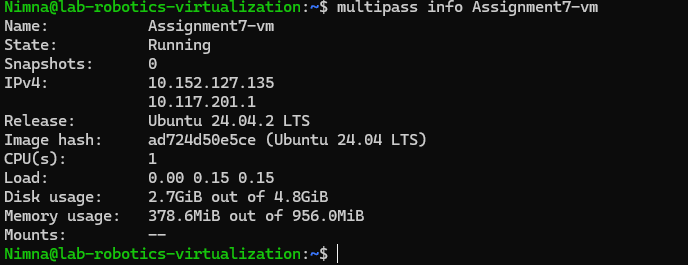 Nimna@lab-robotics-virtualization:~$ multipass info Assignment7-vm
Name:           Assignment7-vm
State:          Running
Snapshots:      0
IPv4:           10.152.127.135
                10.117.201.1
Release:        Ubuntu 24.04.2 LTS
Image hash:     ad724d50e5ce (Ubuntu 24.04 LTS)
CPU(s):         1
Load:           0.00 0.15 0.15
Disk usage:     2.7GiB out of 4.8GiB
Memory usage:   378.6MiB out of 956.0MiB
Mounts:         --
Nimna@lab-robotics-virtualization:~$